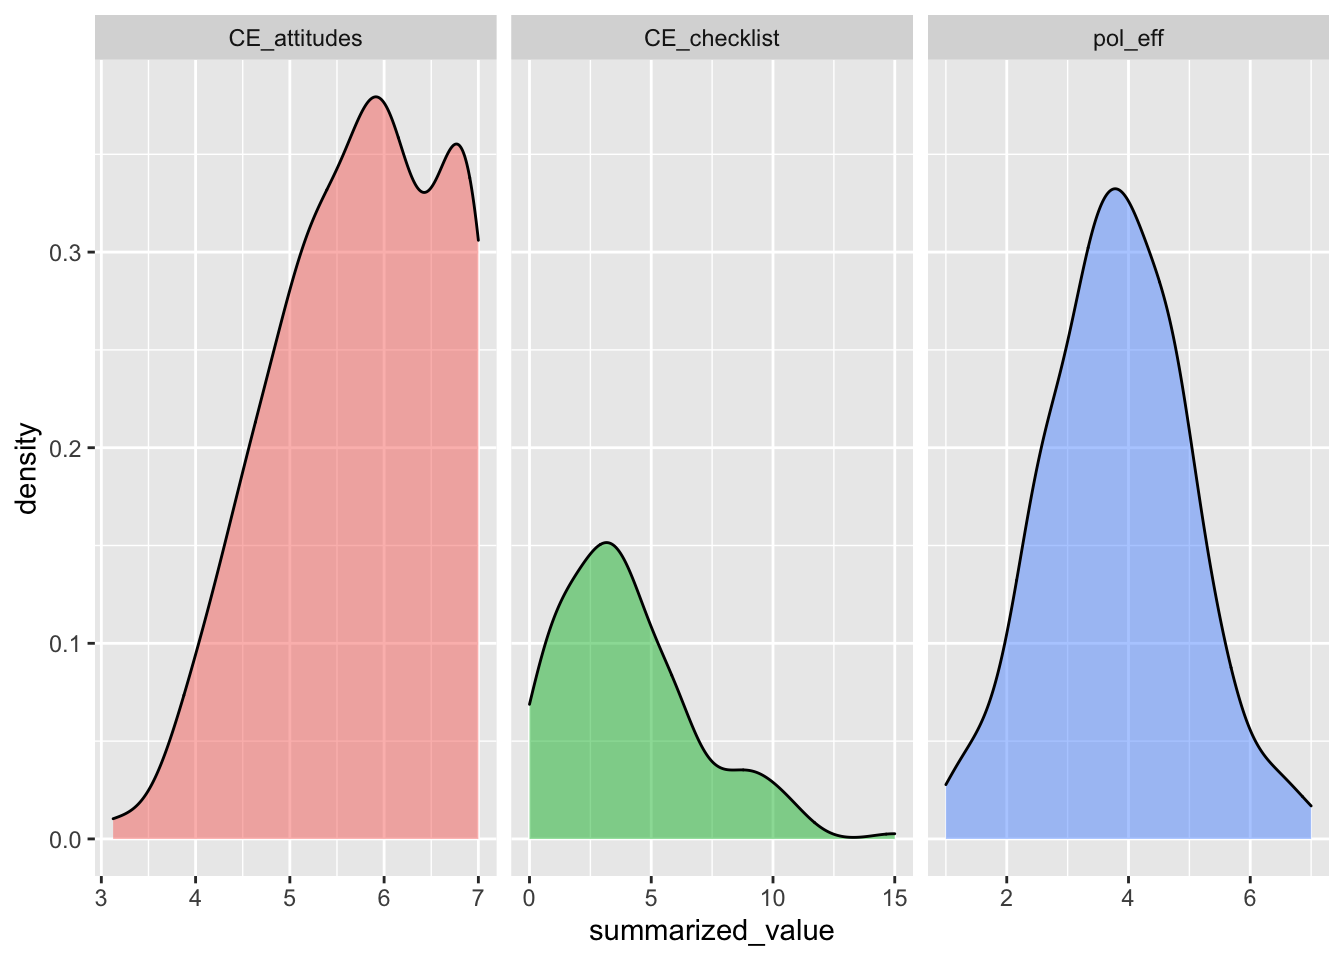 CE_attitudes
CE_checklist
pol_eff
density
0.3
0.2
0.1
0.0
3 4 5 6 7
0 5 10 15
2 4 6
summarized_value